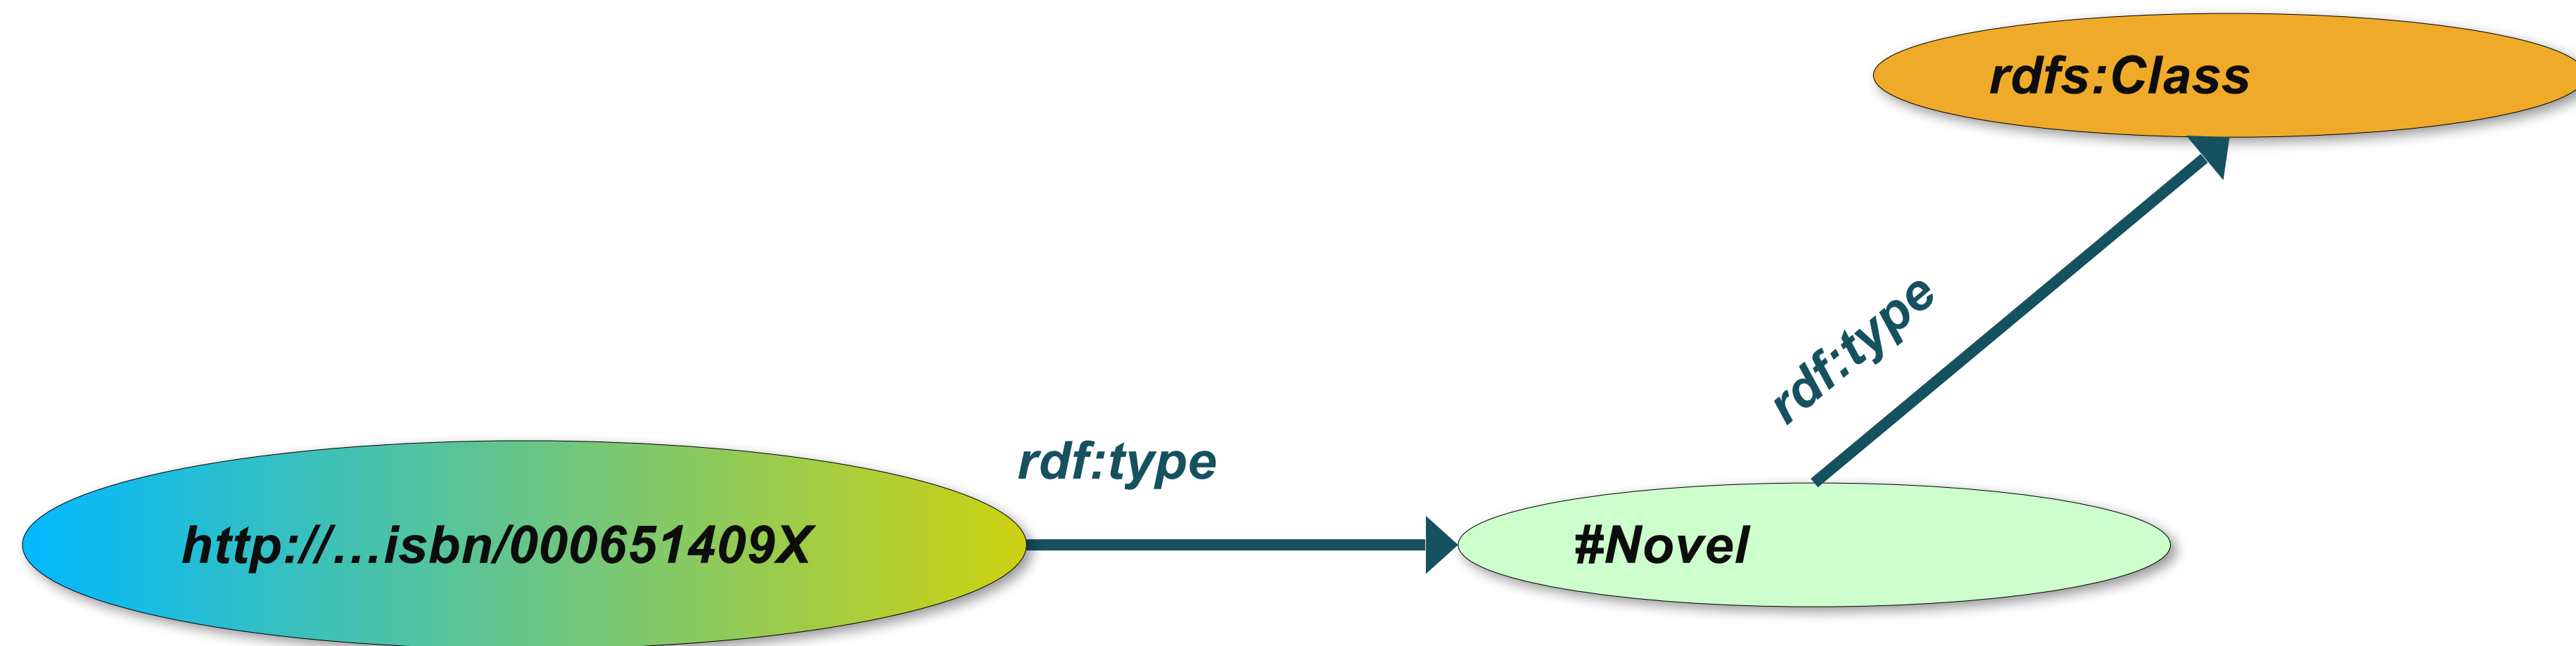 rdfs:Class
rdf:type
rdf:type
http://…isbn/000651409X
#Novel